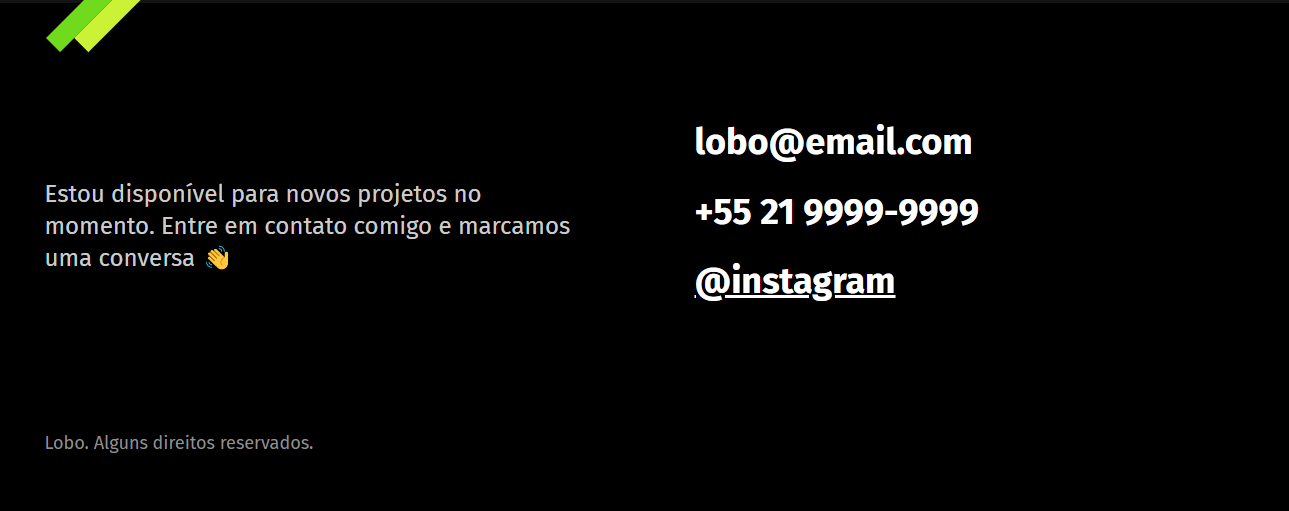 Estou disponível para novos projetos no
momento. Entre em contato comigo e marcamos
uma conversa 👋
lobo@email.com
+55 21 9999-9999
@instagram
Lobo. Alguns direitos reservados.